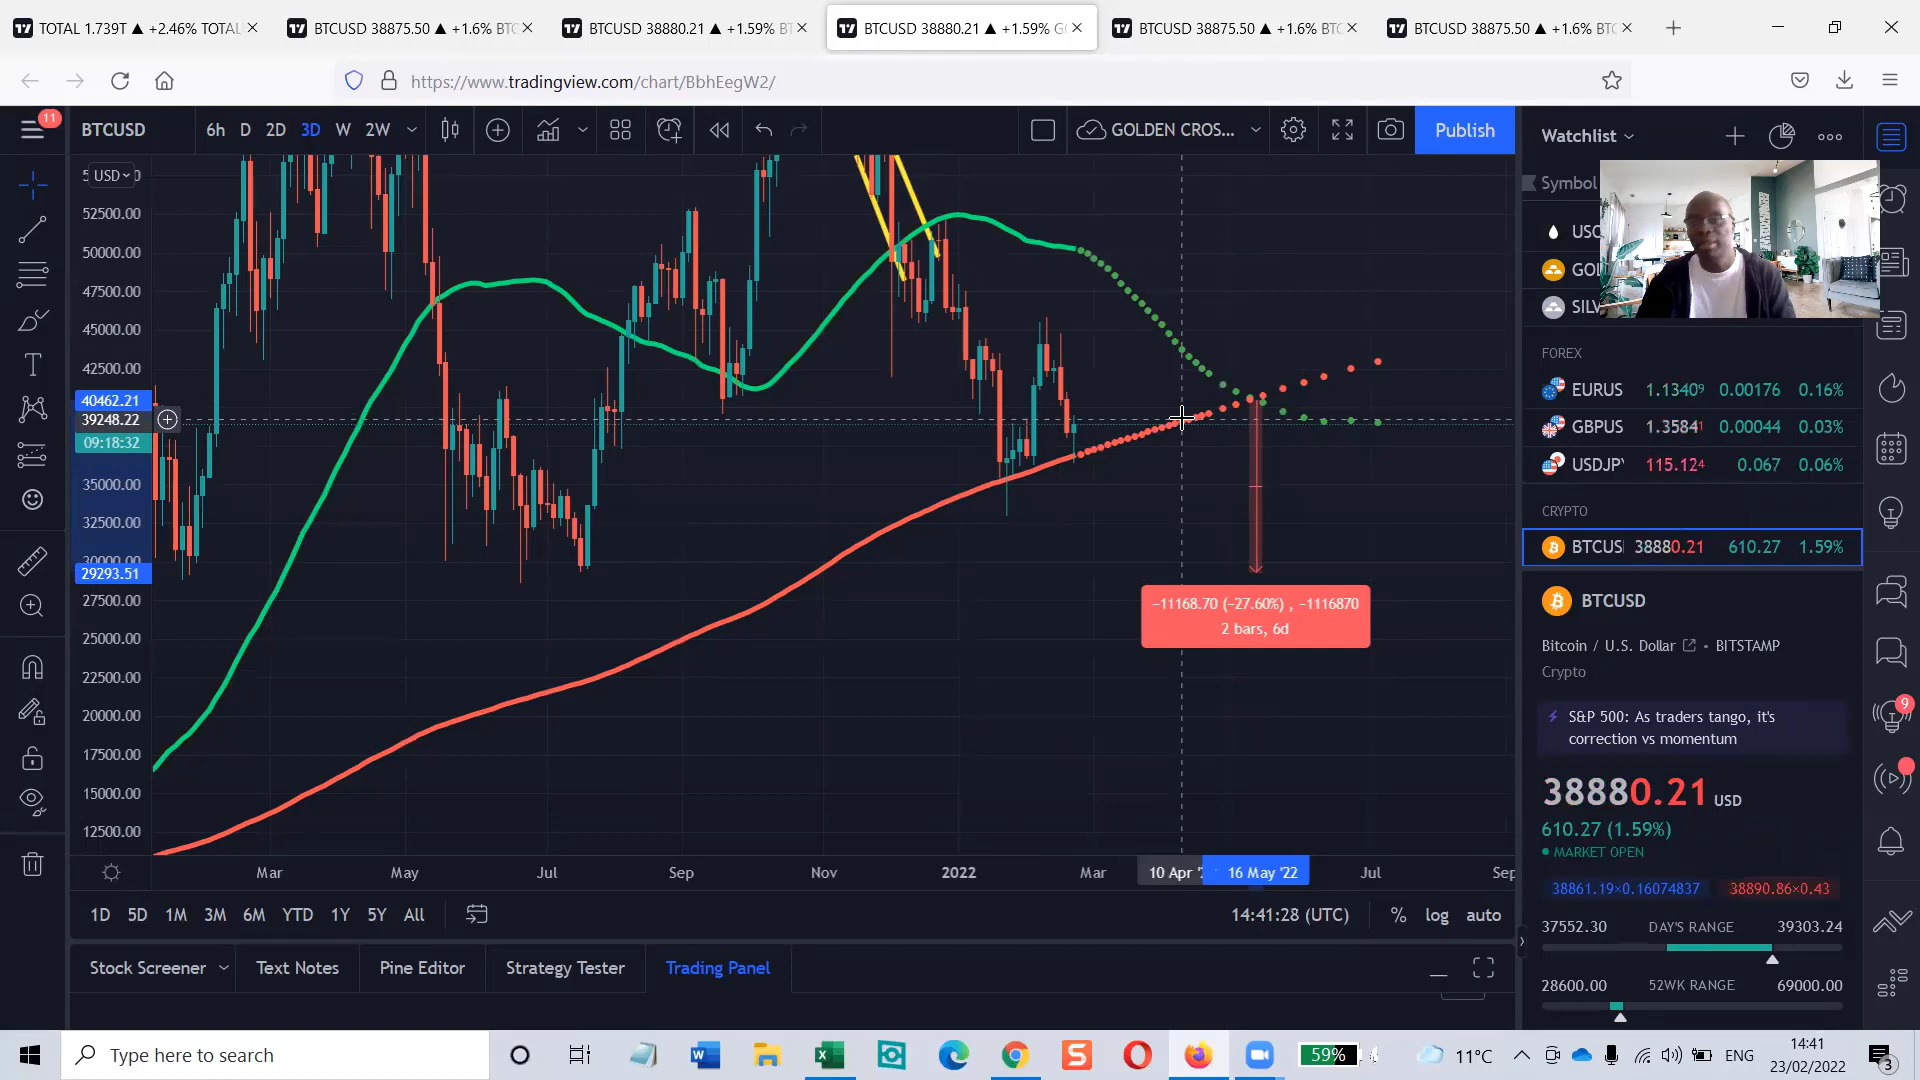 TOTAL 1.739T ▲ +2.46% TOTAL
BTCUSD 38875.50 ▲ +1.6% BTC
BTCUSD 38880.21 ▲ +1.59% BT
BTCUSD 38880.21 ▲ +1.59% GO
BTCUSD 38875.50 ▲ +1.6% BTC
BTCUSD 38875.50 ▲ +1.6% BTC
https://www.tradingview.com/chart/BbhEegW2/
11
BTCUSD
6h D 2D 3D W 2W
GOLDEN CROS...
Publish
Watchlist
Symbol
USD
52500.00
50000.00
47500.00
45000.00
42500.00
40462.21
39248.22
09:18:32
35000.00
32500.00
30000.00
29293.51
27500.00
25000.00
22500.00
20000.00
17500.00
15000.00
12500.00
−11168.70 (−27.60%) , −1116870
2 bars, 6d
Mar May Jul Sep Nov 2022 Mar 10 Apr '2 16 May '22 Jul Sep
1D 5D 1M 3M 6M YTD 1Y 5Y All
14:41:28 (UTC) % log auto
Stock Screener Text Notes Pine Editor Strategy Tester Trading Panel
USO
GOL
SILV
FOREX
EURUS 1.13409 0.00176 0.16%
GBPUS 1.35841 0.00044 0.03%
USDJPY 115.124 0.067 0.06%
CRYPTO
BTCUS 38880.21 610.27 1.59%
BTCUSD
Bitcoin / U.S. Dollar • BITSTAMP
Crypto
S&P 500: As traders tango, it's
correction vs momentum
38880.21 USD
610.27 (1.59%)
MARKET OPEN
38861.19×0.16074837 38890.86×0.43
37552.30 DAY'S RANGE 39303.24
28600.00 52WK RANGE 69000.00
9
Type here to search
59%
11°C
ENG
14:41
23/02/2022
3